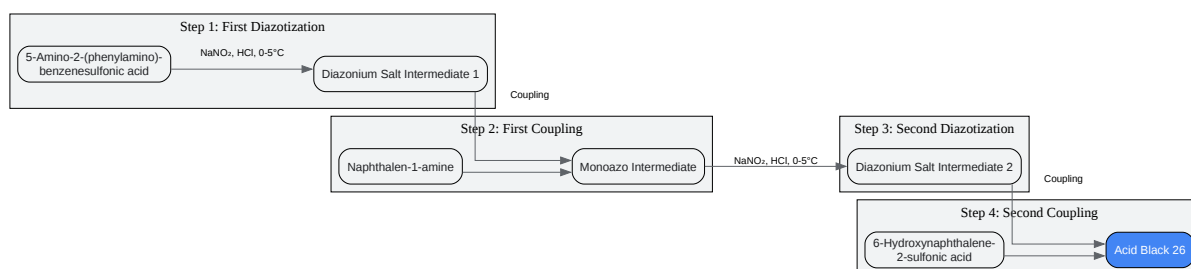 Step 1: First Diazotization
5-Amino-2-(phenylamino)-
benzenesulfonic acid
NaNO₂, HCl, 0-5°C
Diazonium Salt Intermediate 1
Coupling
Step 2: First Coupling
Naphthalen-1-amine
Monoazo Intermediate
NaNO₂, HCl, 0-5°C
Step 3: Second Diazotization
Diazonium Salt Intermediate 2
Coupling
Step 4: Second Coupling
6-Hydroxynaphthalene-
2-sulfonic acid
Acid Black 26